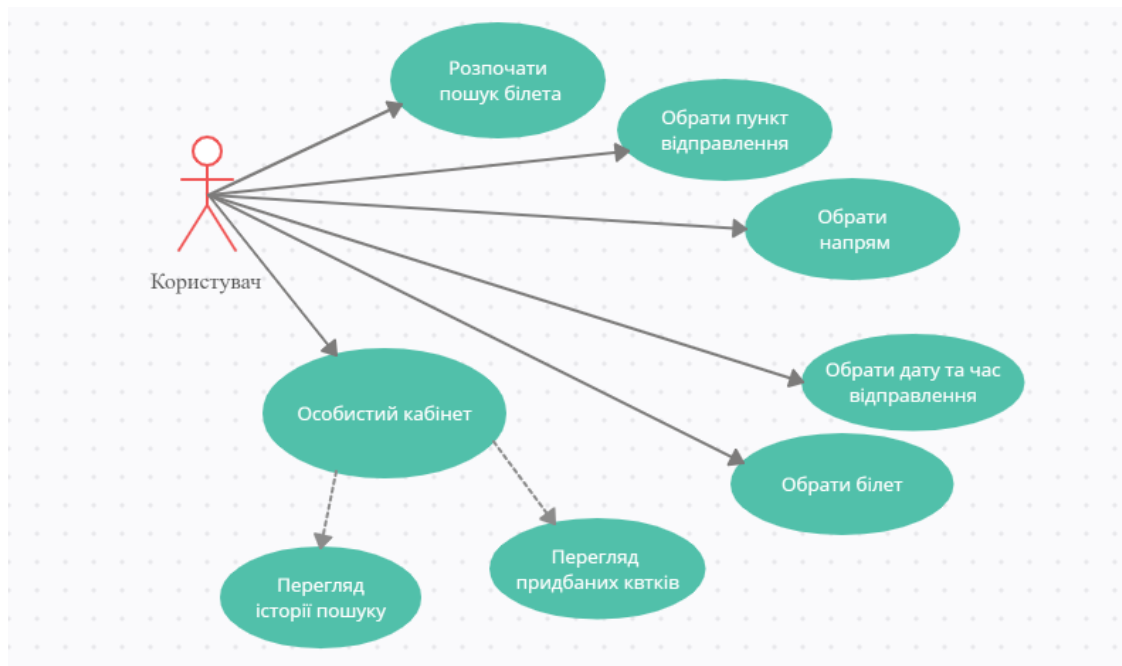 Розпочати
пошук білета
Обрати пункт
відправлення
Обрати
напрям
Користувач
Обрати дату та час
відправлення
Особистий кабінет
Обрати білет
Перегляд
придбаних квтків
Перегляд
історії пошуку